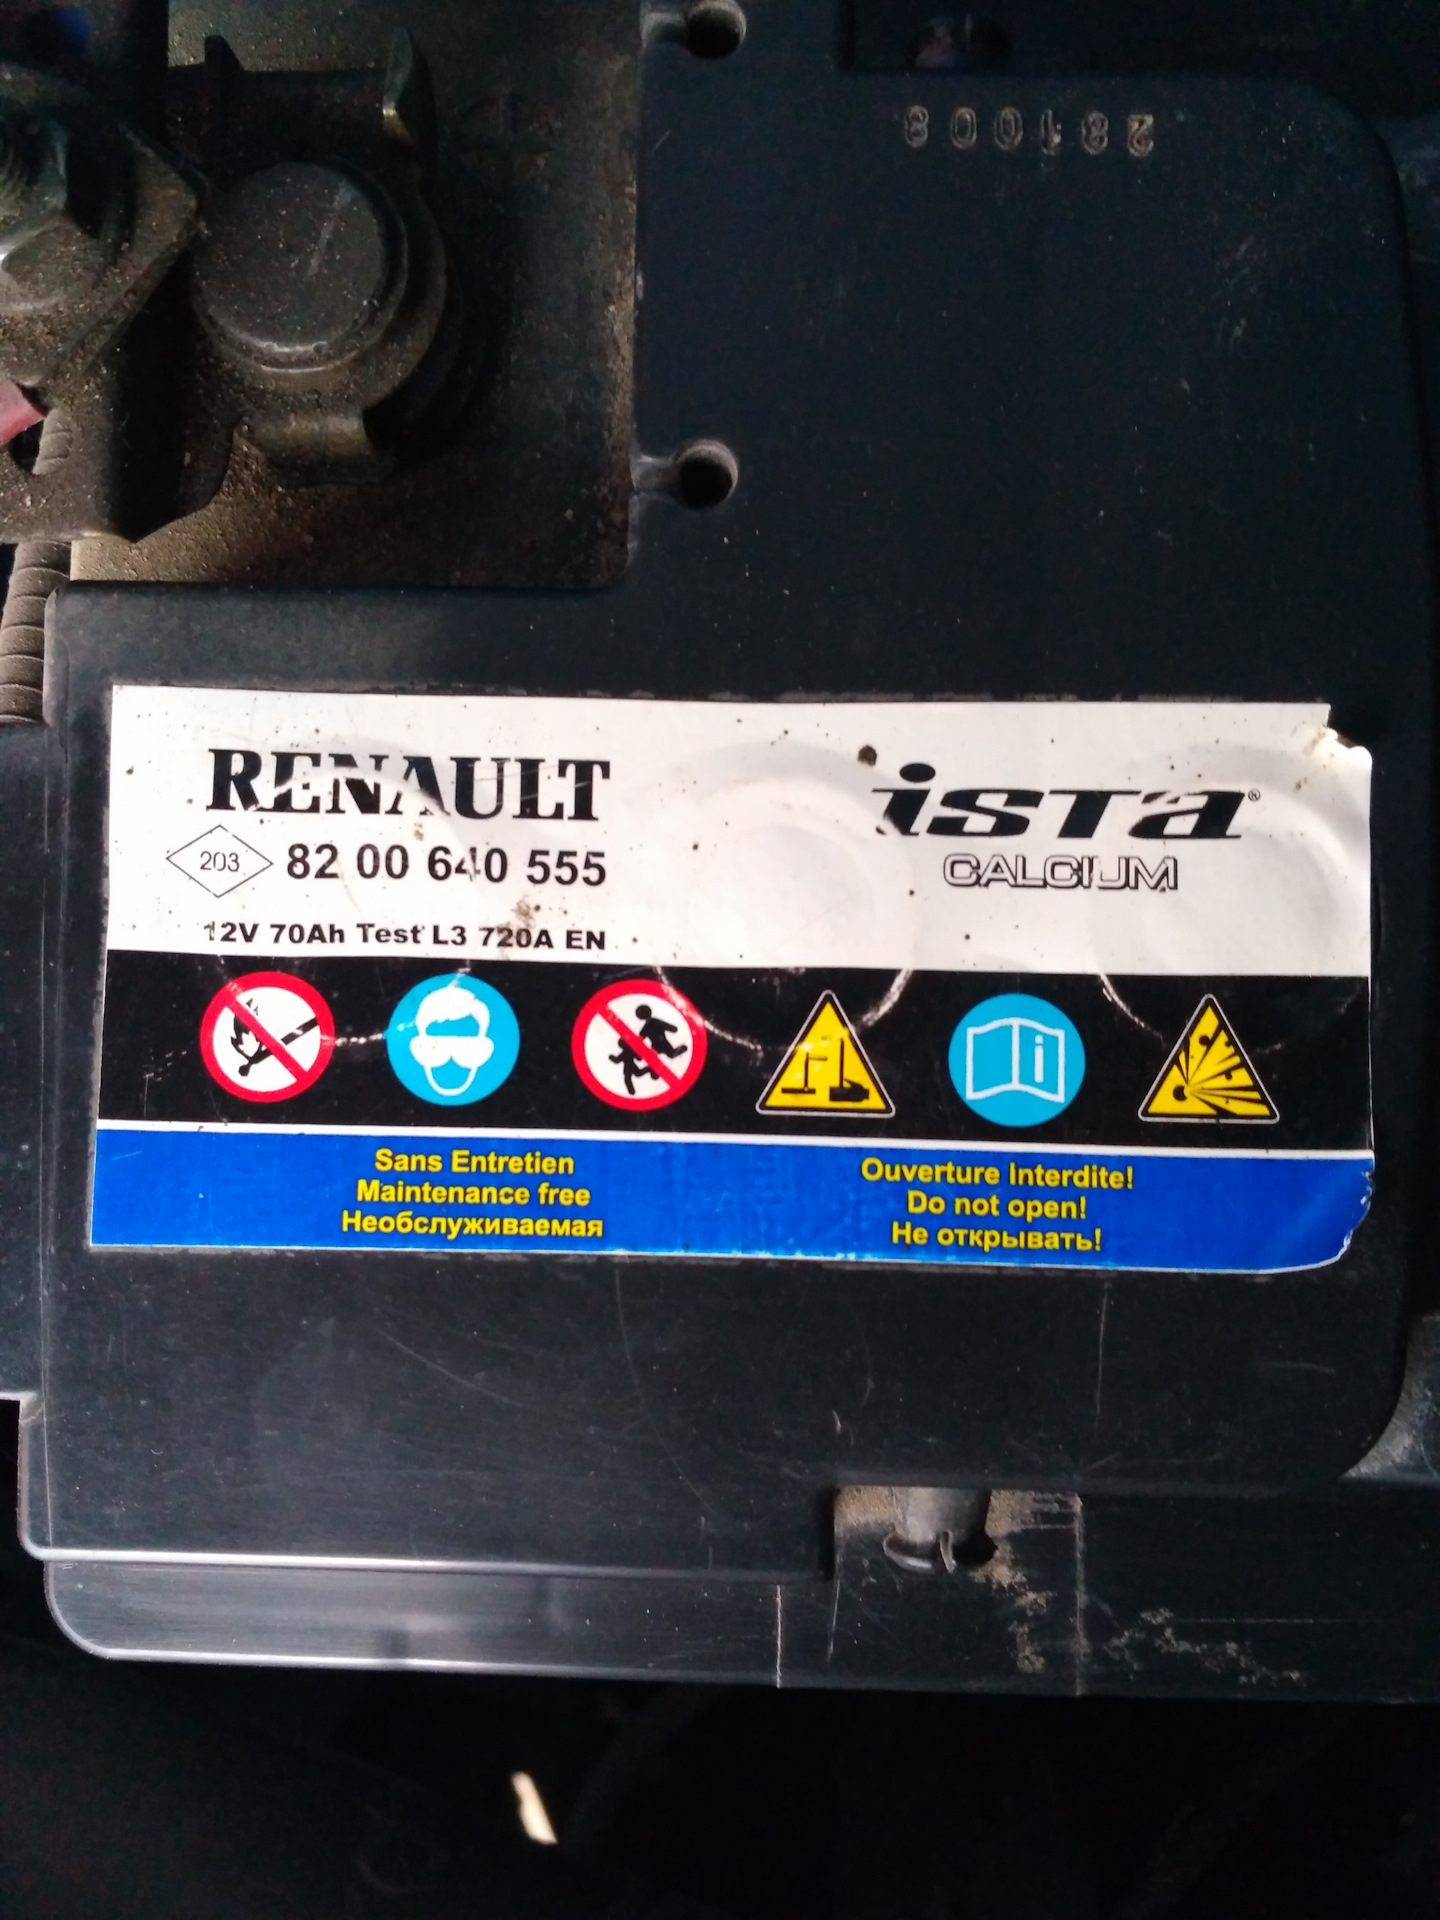 RENAULT
203 82 00 640 555
12V 70Ah Test L3 720A EN
ista®
CALCIUM
i
Sans Entretien
Maintenance free
Необслуживаемая
Ouverture Interdite!
Do not open!
Не открывать!